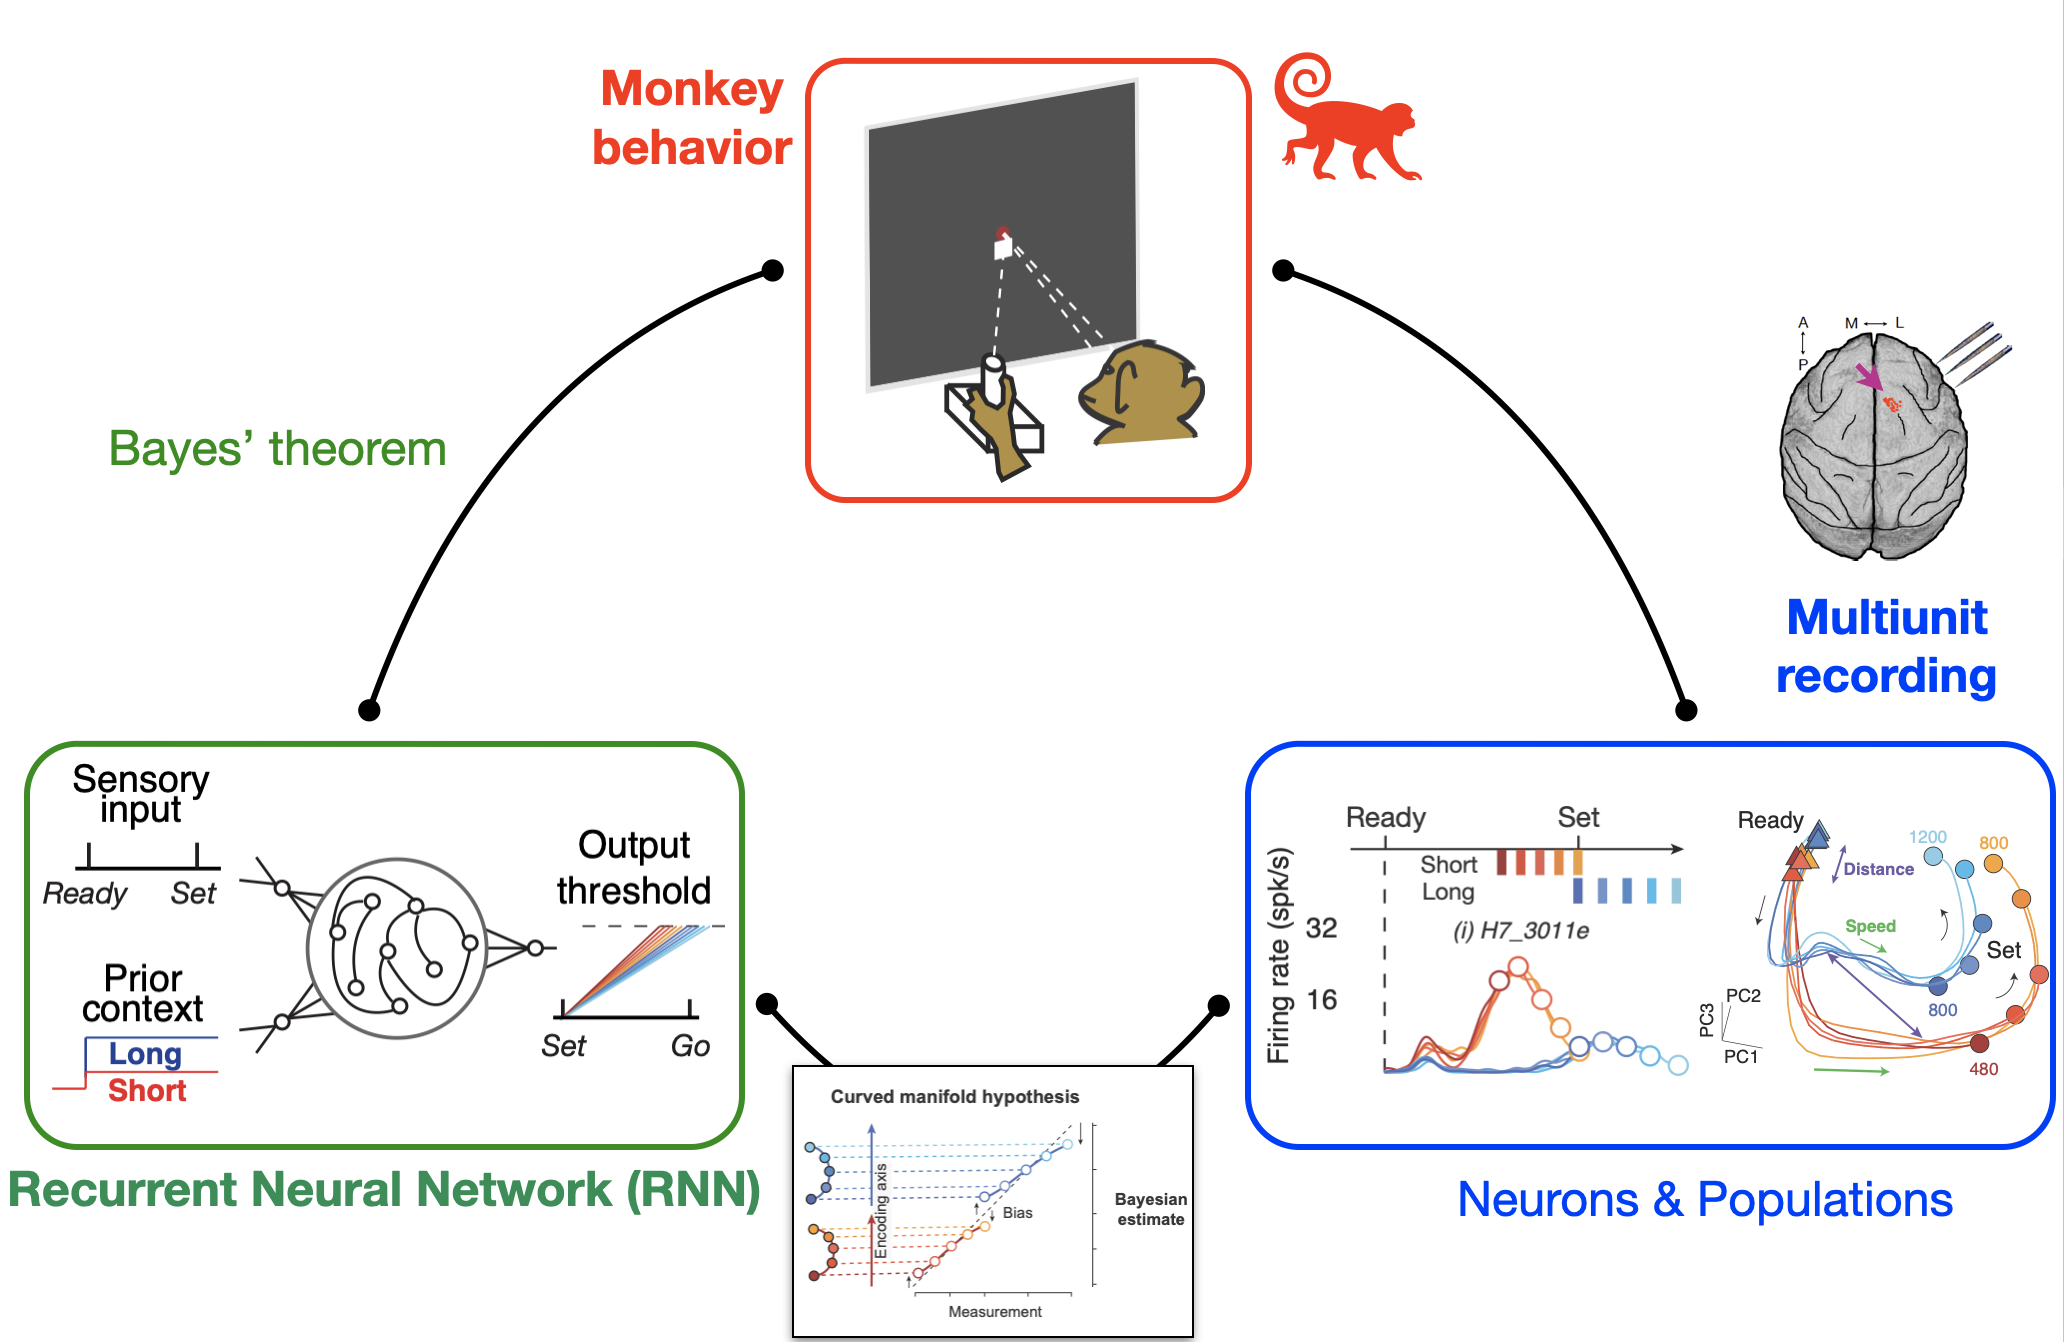 Monkey
behavior
Bayes’ theorem
A
P
M
L
Multiunit
recording
Sensory
input
Ready
Set
Prior
context
Long
Short
Output
threshold
Set
Go
Recurrent Neural Network (RNN)
Curved manifold hypothesis
Encoding axis
Bias
Bayesian
estimate
Measurement
Ready
Set
Short
Long
(i) H7_3011e
Firing rate (spk/s)
32
16
Ready
1200
800
Distance
Speed
Set
800
PC3
PC2
PC1
480
Neurons & Populations